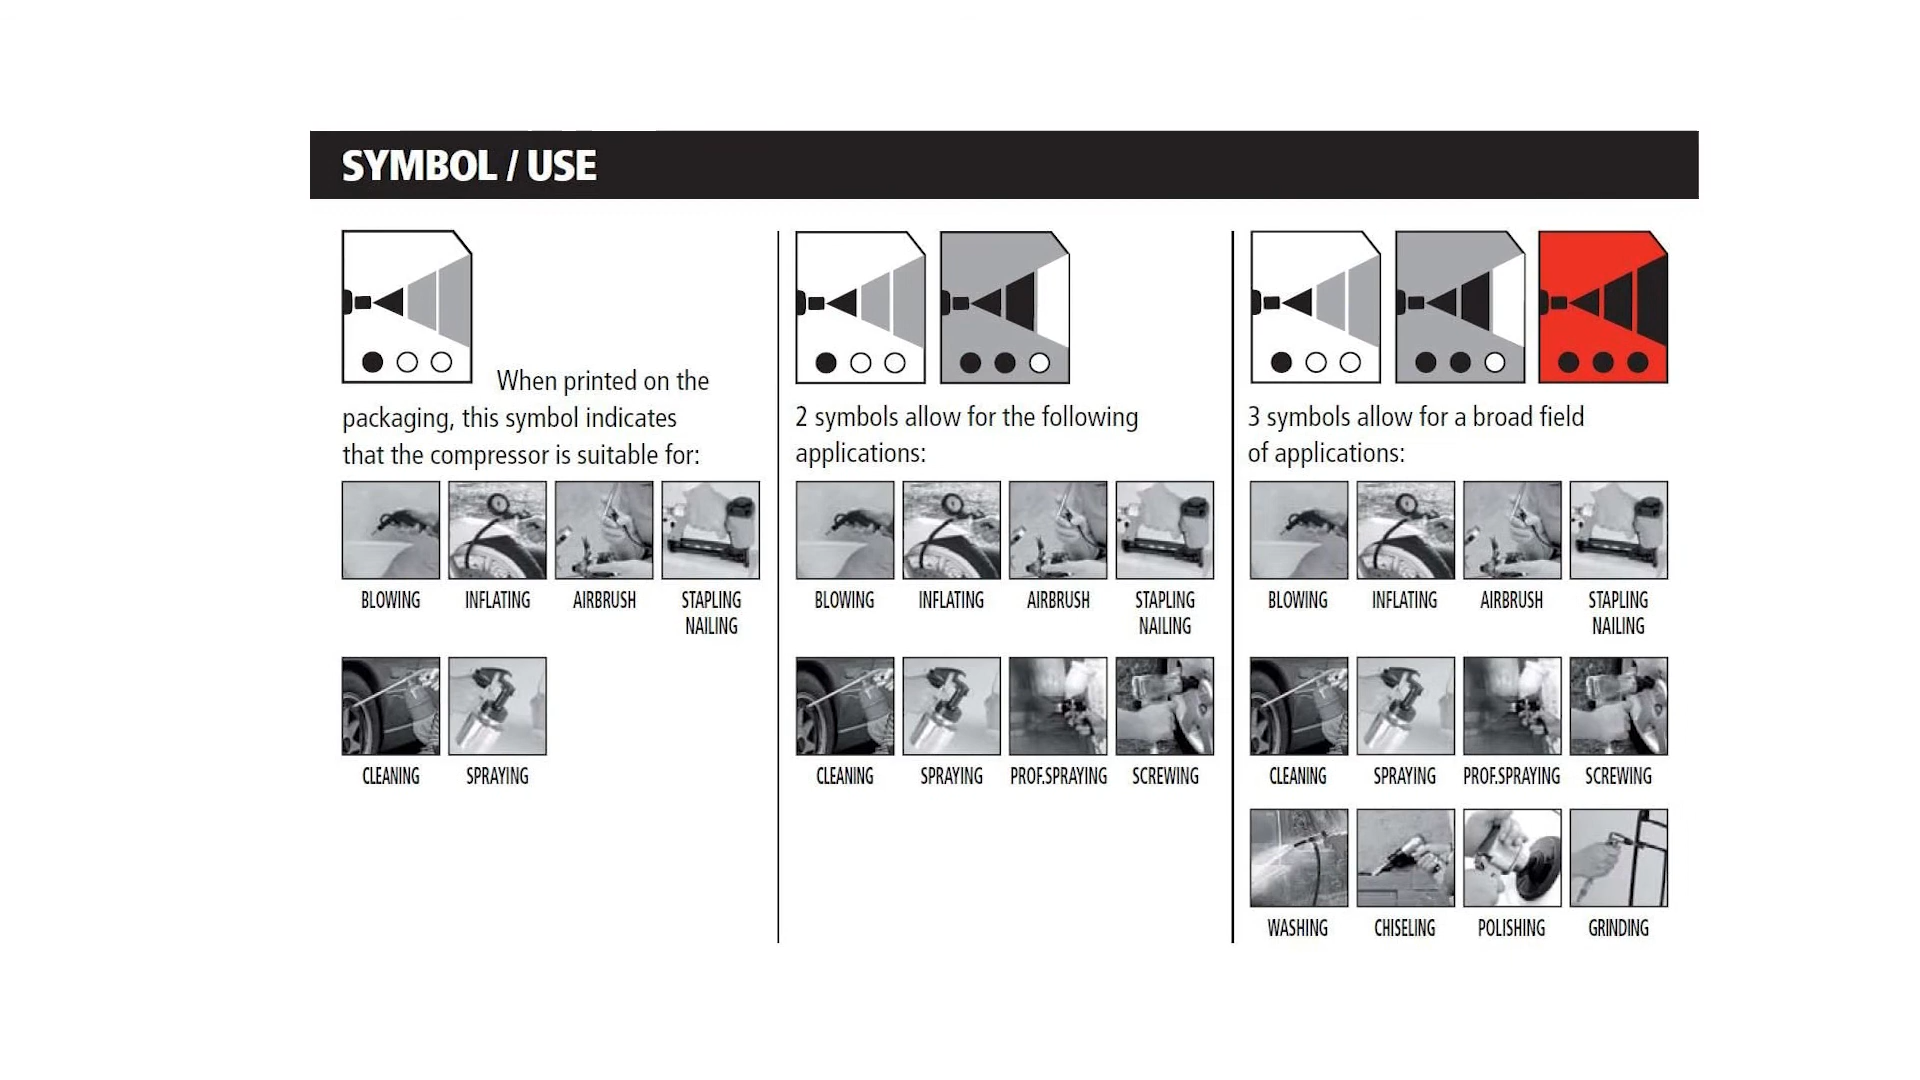 SYMBOL / USE
When printed on the
packaging, this symbol indicates
that the compressor is suitable for:
BLOWING INFLATING AIRBRUSH STAPLING
NAILING
CLEANING SPRAYING
2 symbols allow for the following
applications:
BLOWING INFLATING AIRBRUSH STAPLING
NAILING
CLEANING SPRAYING PROF.SPRAYING SCREWING
3 symbols allow for a broad field
of applications:
BLOWING INFLATING AIRBRUSH STAPLING
NAILING
CLEANING SPRAYING PROF.SPRAYING SCREWING
WASHING CHISELING POLISHING GRINDING